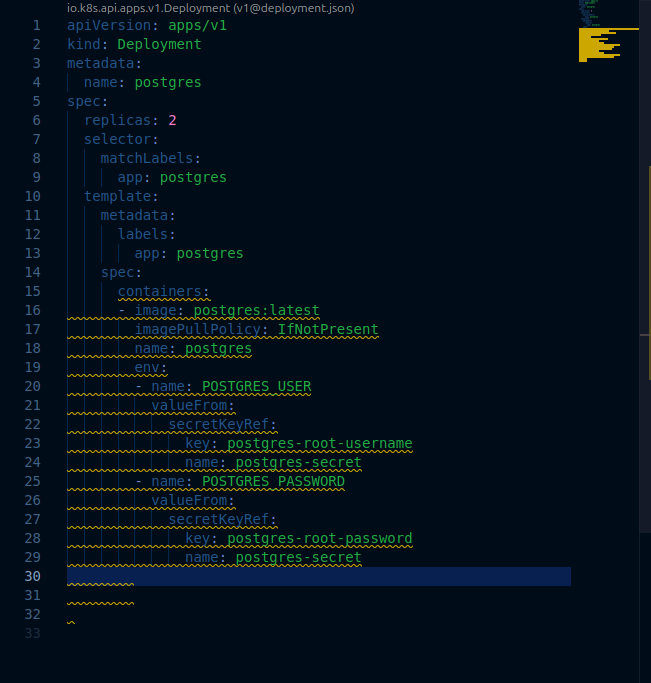 io.k8s.api.apps.v1.Deployment (v1@deployment.json)
1 apiVersion: apps/v1
2 kind: Deployment
3 metadata:
4   name: postgres
5 spec:
6   replicas: 2
7   selector:
8     matchLabels:
9       app: postgres
10   template:
11     metadata:
12       labels:
13         app: postgres
14     spec:
15       containers:
16       - image: postgres:latest
17         imagePullPolicy: IfNotPresent
18         name: postgres
19         env:
20         - name: POSTGRES_USER
21           valueFrom:
22             secretKeyRef:
23               key: postgres-root-username
24               name: postgres-secret
25         - name: POSTGRES_PASSWORD
26           valueFrom:
27             secretKeyRef:
28               key: postgres-root-password
29               name: postgres-secret
30
31
32
33